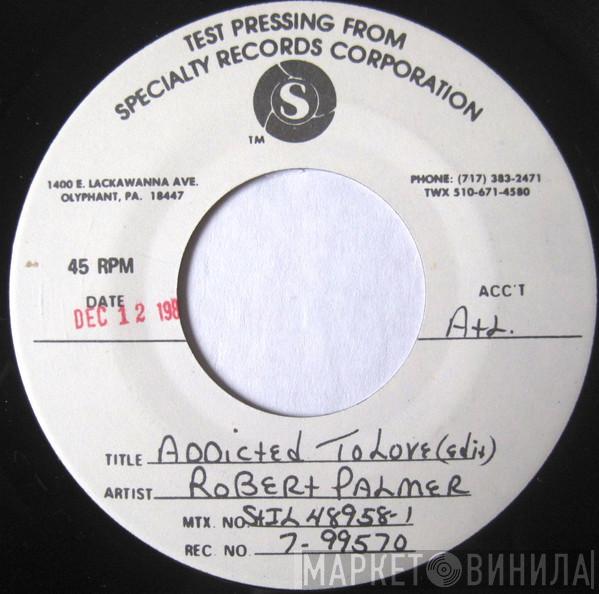 TEST PRESSING FROM
SPECIALTY RECORDS CORPORATION
S
TM
1400 E. LACKAWANNA AVE.
OLYPHANT, PA. 18447
PHONE: (717) 383-2471
TWX 510-671-4580
45 RPM
DATE
DEC 12 198
ACC'T
Atl.
TITLE ADDIcted To Love (edit)
ARTIST RoBERt PALMER
MTX. NO. StIL 48958-1
REC. NO. 7-99570
МАРКЕТ ВИНИЛА